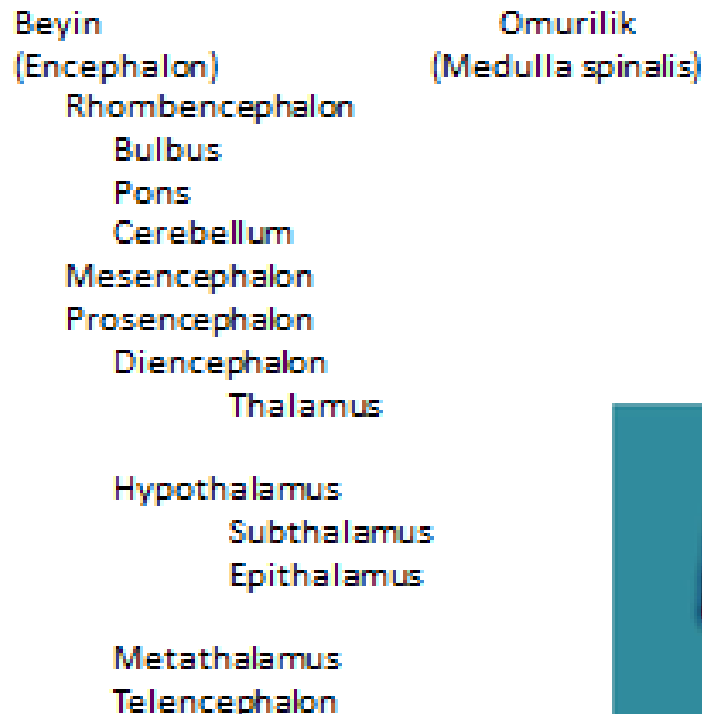 Beyin Omurilik
(Encephalon) (Medulla spinalis)
Rhombencephalon
Bulbus
Pons
Cerebellum
Mesencephalon
Prosencephalon
Diencephalon
Thalamus
Hypothalamus
Subthalamus
Epithalamus
Metathalamus
Telencephalon